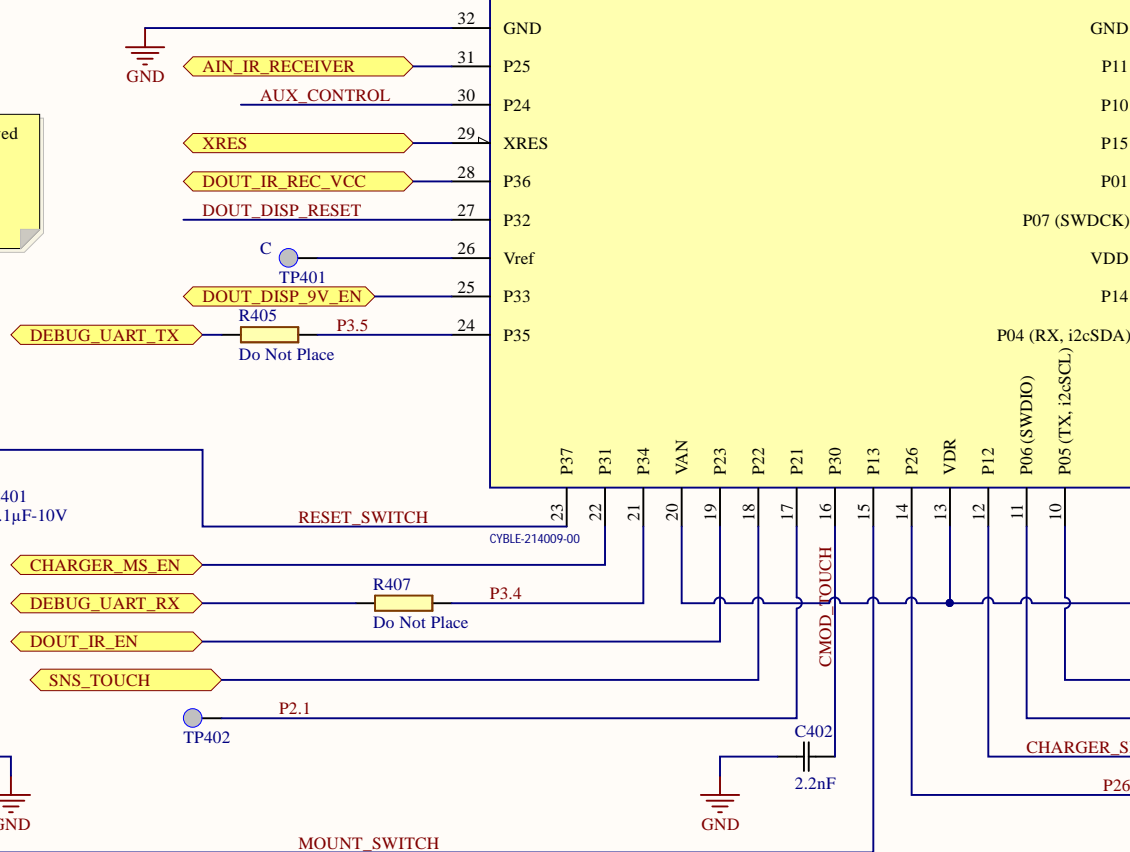 32
GND
GND
GND
31
AIN_IR_RECEIVER
P25
P11
30
AUX_CONTROL
P24
P10
ved
29
XRES
XRES
P15
28
DOUT_IR_REC_VCC
P36
P01
27
DOUT_DISP_RESET
P32
P07 (SWDCK)
26
C
Vref
VDD
TP401
25
DOUT_DISP_9V_EN
P33
P14
R405
P3.5
24
DEBUG_UART_TX
P35
P04 (RX, i2cSDA)
Do Not Place
P37
P31
P34
VAN
P23
P22
P21
P30
P13
P26
VDR
P12
P06 (SWDIO)
P05 (TX, i2cSCL)
23
22
21
20
19
18
17
16
15
14
13
12
11
10
401
.1µF-10V
RESET_SWITCH
CYBLE-214009-00
CHARGER_MS_EN
R407
P3.4
DEBUG_UART_RX
Do Not Place
CMOD_TOUCH
DOUT_IR_EN
SNS_TOUCH
P2.1
TP402
C402
2.2nF
CHARGER_S
P26
GND
GND
MOUNT_SWITCH